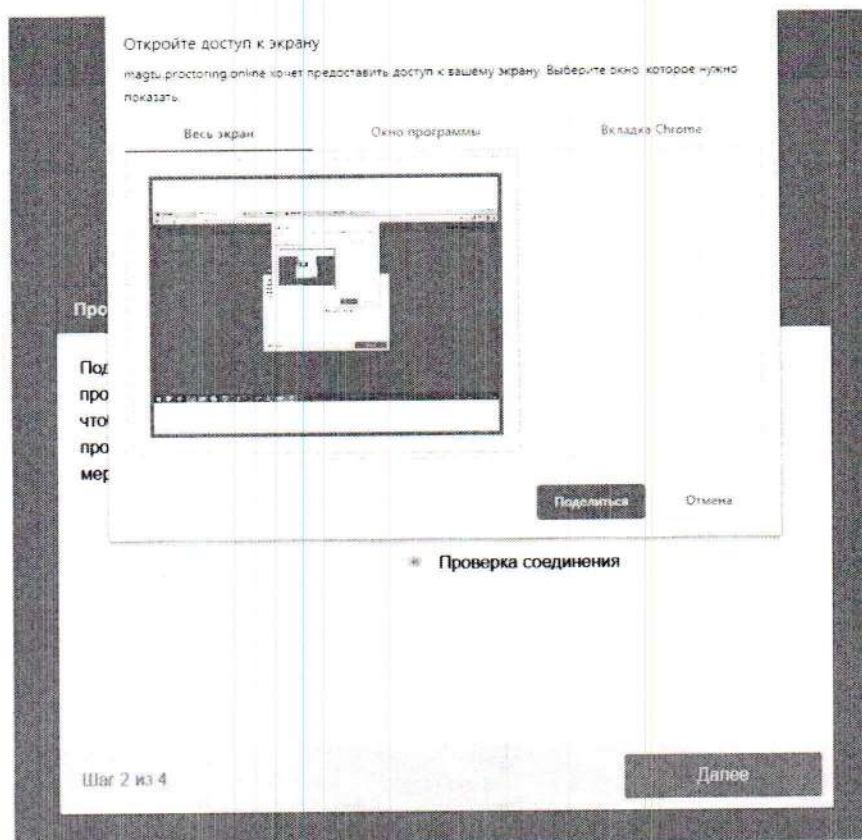 Откройте доступ к экрану
magtu.proctoring.online хочет предоставить доступ к вашему экрану. Выберите окно, которое нужно
показать.
Весь экран
Окно программы
Вкладка Chrome
Про
Под
про
что
про
мер
Поделиться
Отмена
Проверка соединения
Шаг 2 из 4
Далее